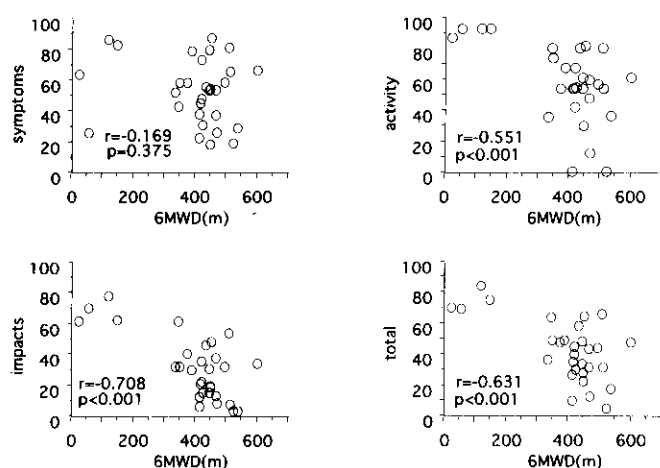 100
80
60
40
20
0
symptoms
r=-0.169
p=0.375
0 200 400 600
6MWD(m)
100
80
60
40
20
0
activity
r=-0.551
p<0.001
0 200 400 600
6MWD(m)
100
80
60
40
20
0
impacts
r=-0.708
p<0.001
0 200 400 600
6MWD(m)
100
80
60
40
20
0
total
r=-0.631
p<0.001
0 200 400 600
6MWD(m)